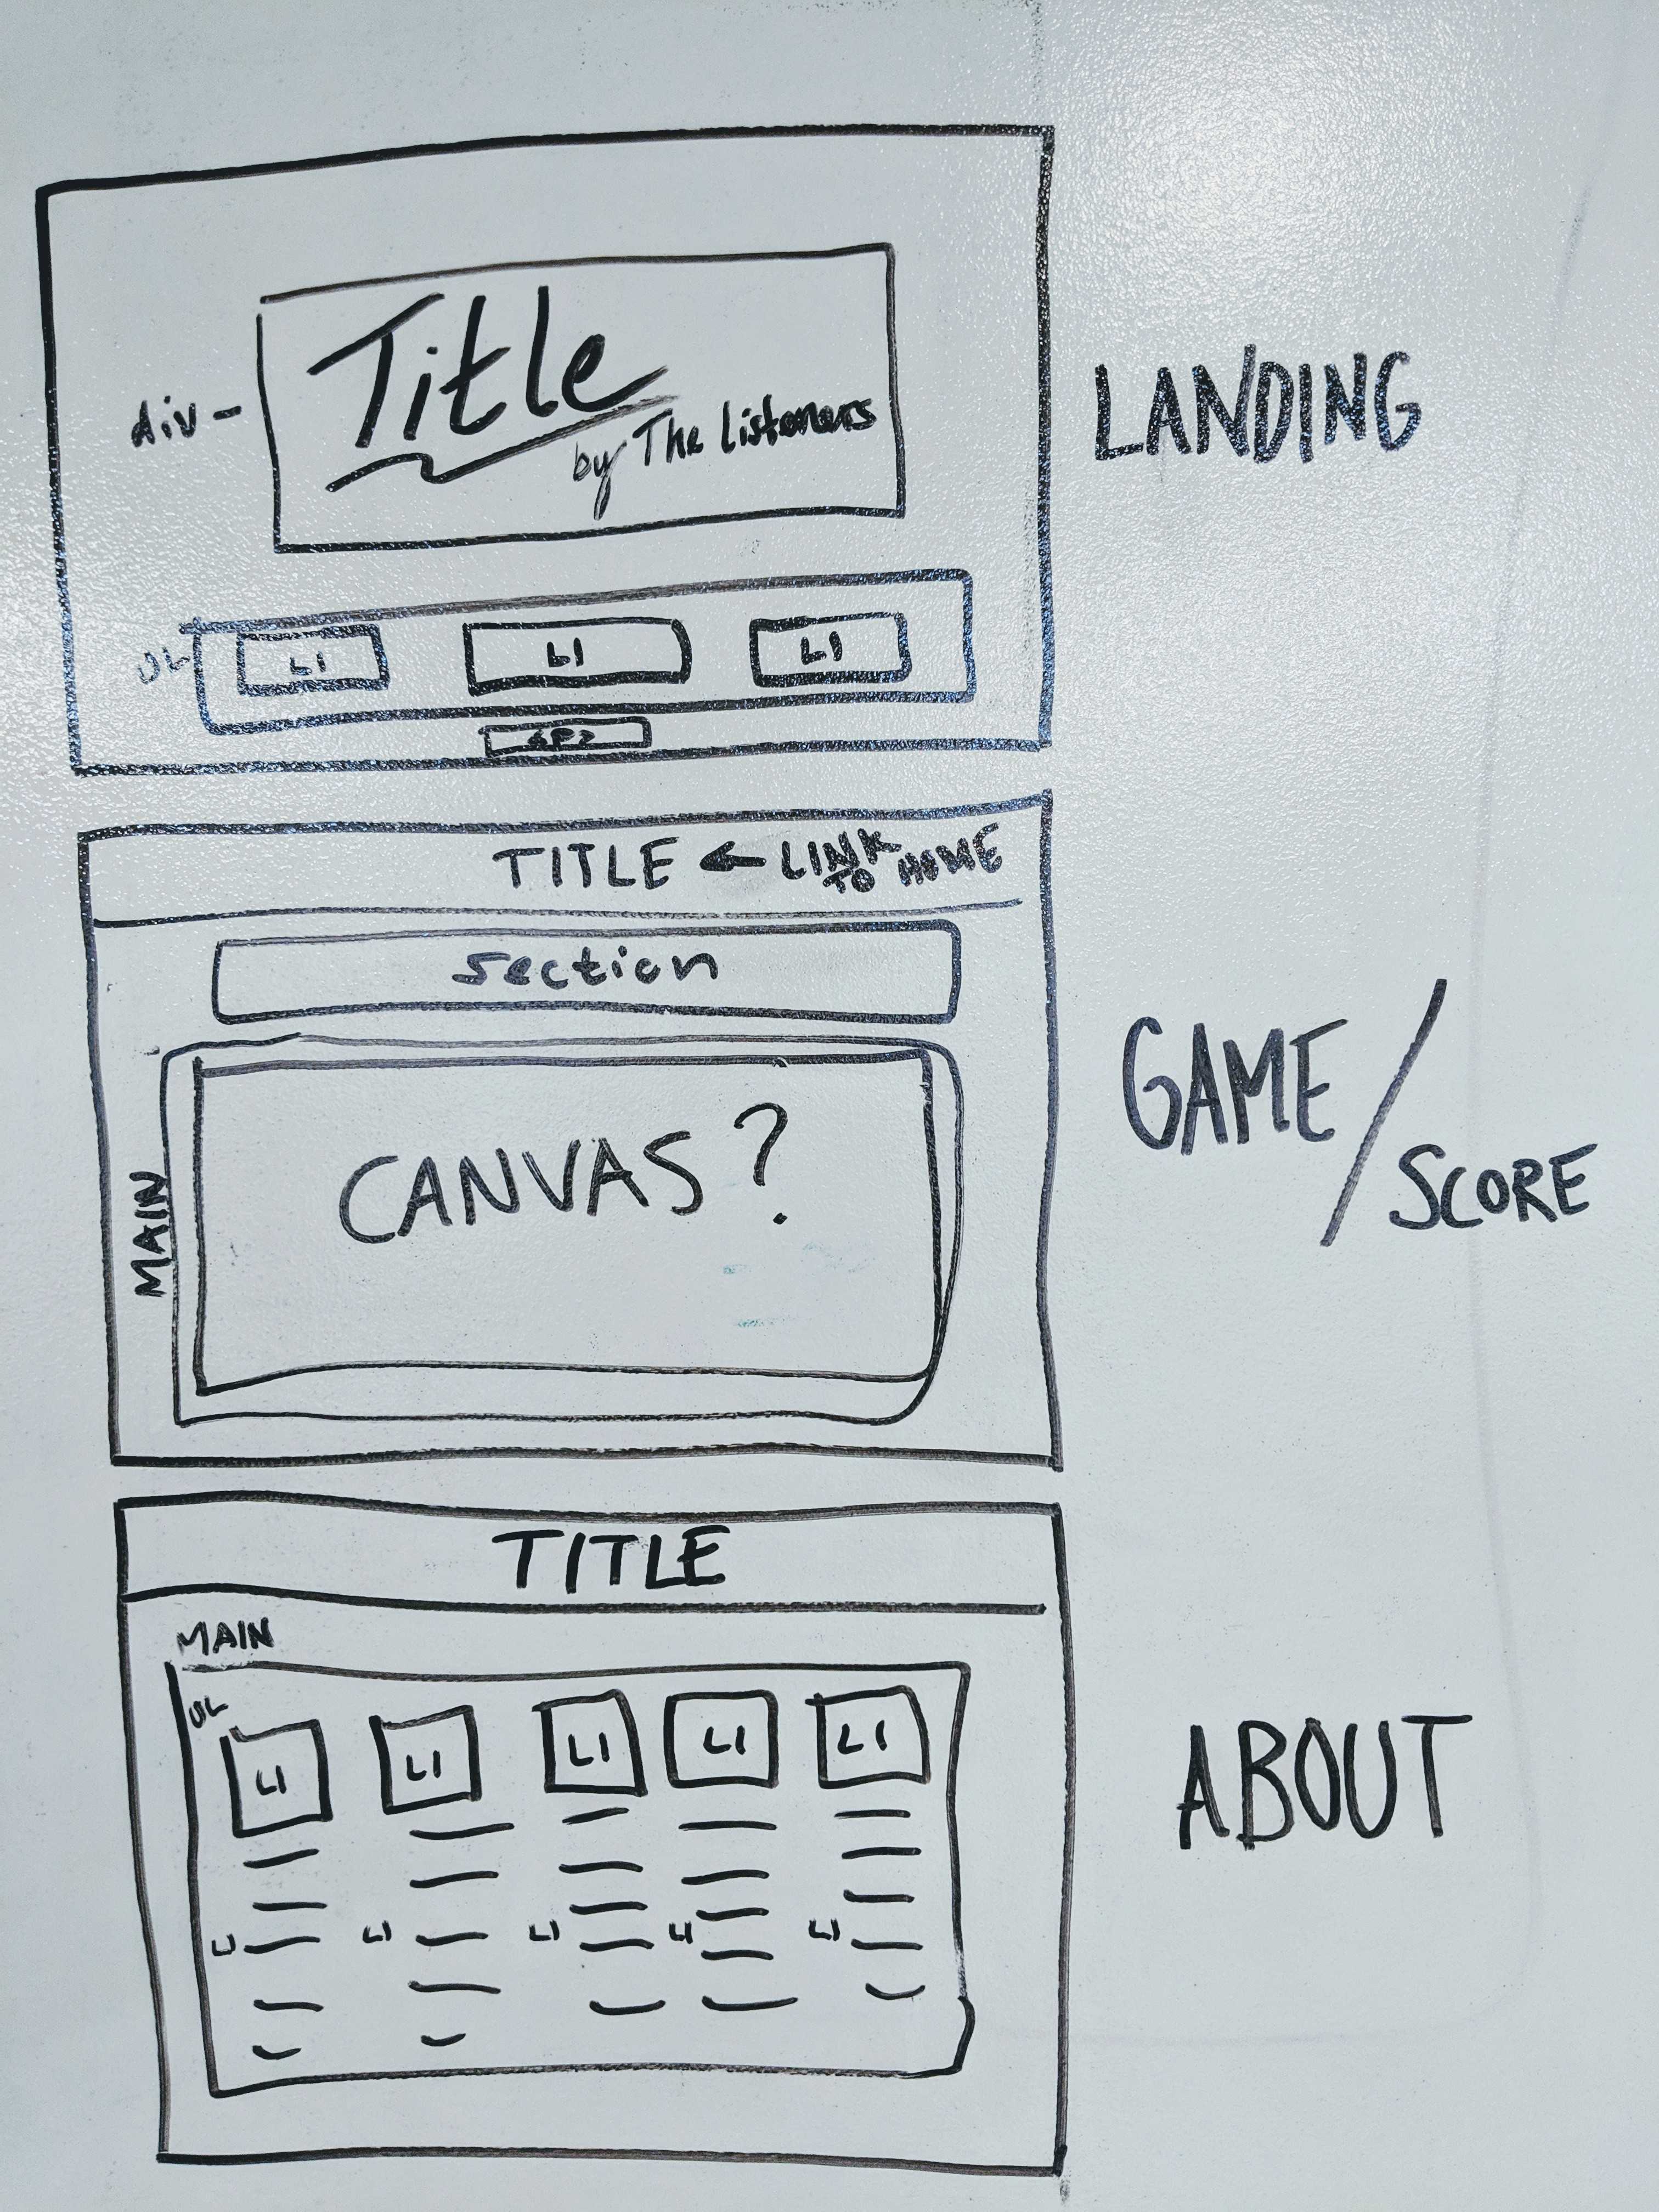 LANDING
div-
Title
by The Listeners
UL
LI LI LI
<P>
GAME/SCORE
TITLE ← LINK TO HOME
section
MAIN
CANVAS?
ABOUT
TITLE
MAIN
UL
LI LI LI LI LI
LI LI LI LI LI